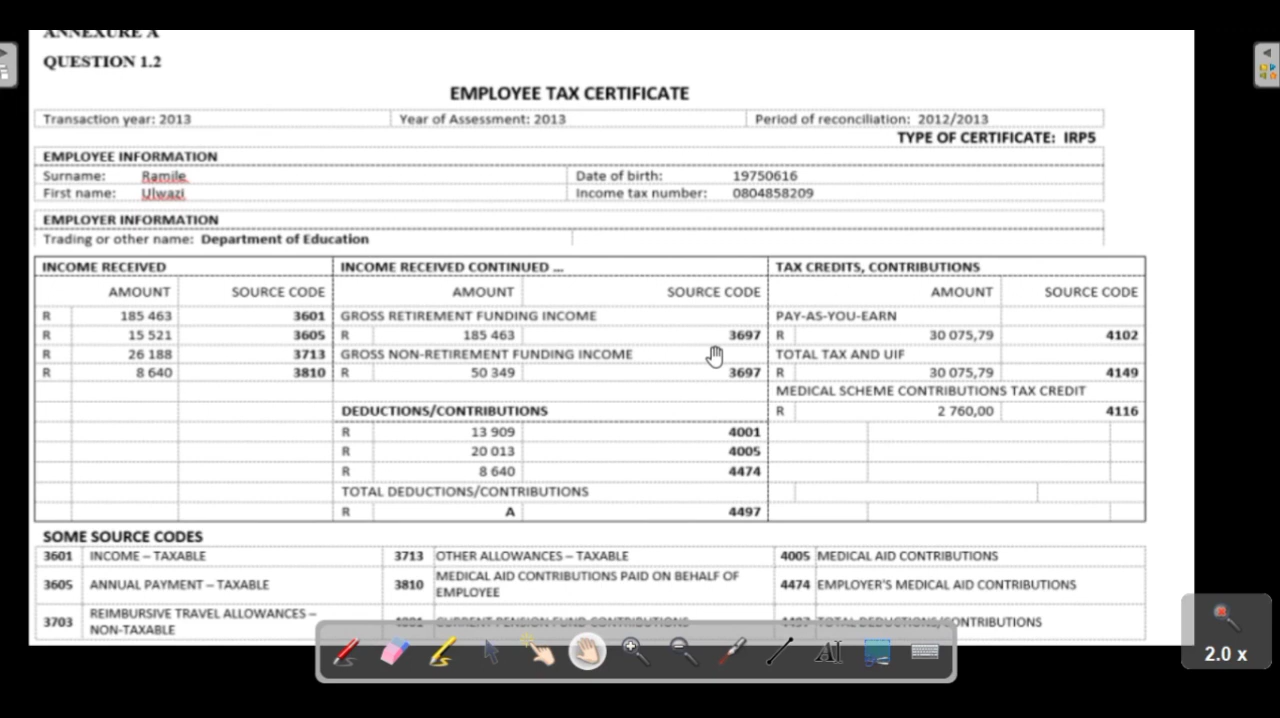 ANNEXURE A
QUESTION 1.2
EMPLOYEE TAX CERTIFICATE
Transaction year: 2013 Year of Assessment: 2013 Period of reconciliation: 2012/2013
TYPE OF CERTIFICATE: IRP5
EMPLOYEE INFORMATION
Surname: Ramile Date of birth: 19750616
First name: Ulwazi Income tax number: 0804858209
EMPLOYER INFORMATION
Trading or other name: Department of Education
INCOME RECEIVED INCOME RECEIVED CONTINUED ... TAX CREDITS, CONTRIBUTIONS
AMOUNT SOURCE CODE AMOUNT SOURCE CODE AMOUNT SOURCE CODE
R 185 463 3601 GROSS RETIREMENT FUNDING INCOME PAY-AS-YOU-EARN
R 15 521 3605 R 185 463 3697 R 30 075,79 4102
R 26 188 3713 GROSS NON-RETIREMENT FUNDING INCOME TOTAL TAX AND UIF
R 8 640 3810 R 50 349 3697 R 30 075,79 4149
MEDICAL SCHEME CONTRIBUTIONS TAX CREDIT
DEDUCTIONS/CONTRIBUTIONS R 2 760,00 4116
R 13 909 4001
R 20 013 4005
R 8 640 4474
TOTAL DEDUCTIONS/CONTRIBUTIONS
R A 4497
SOME SOURCE CODES
3601 INCOME – TAXABLE 3713 OTHER ALLOWANCES – TAXABLE 4005 MEDICAL AID CONTRIBUTIONS
3605 ANNUAL PAYMENT – TAXABLE 3810 MEDICAL AID CONTRIBUTIONS PAID ON BEHALF OF EMPLOYEE 4474 EMPLOYER'S MEDICAL AID CONTRIBUTIONS
3703 REIMBURSIVE TRAVEL ALLOWANCES – NON-TAXABLE 4001 CURRENT PENSION FUND CONTRIBUTIONS 4497 TOTAL DEDUCTIONS/CONTRIBUTIONS
AI
2.0 x